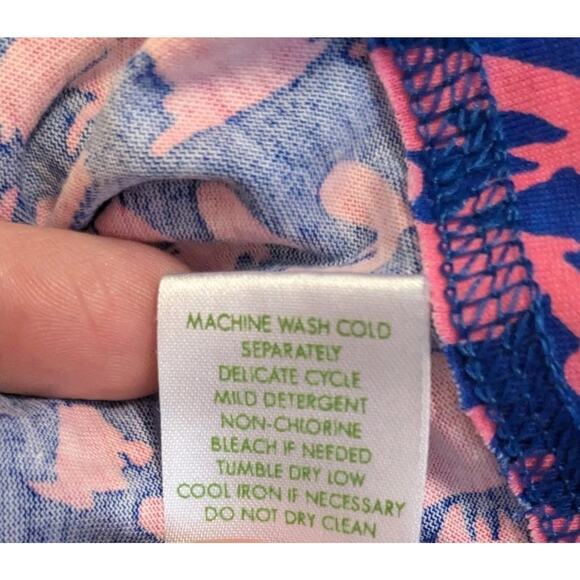 MACHINE WASH COLD
SEPARATELY
DELICATE CYCLE
MILD DETERGENT
NON-CHLORINE
BLEACH IF NEEDED
TUMBLE DRY LOW
COOL IRON IF NECESSARY
DO NOT DRY CLEAN